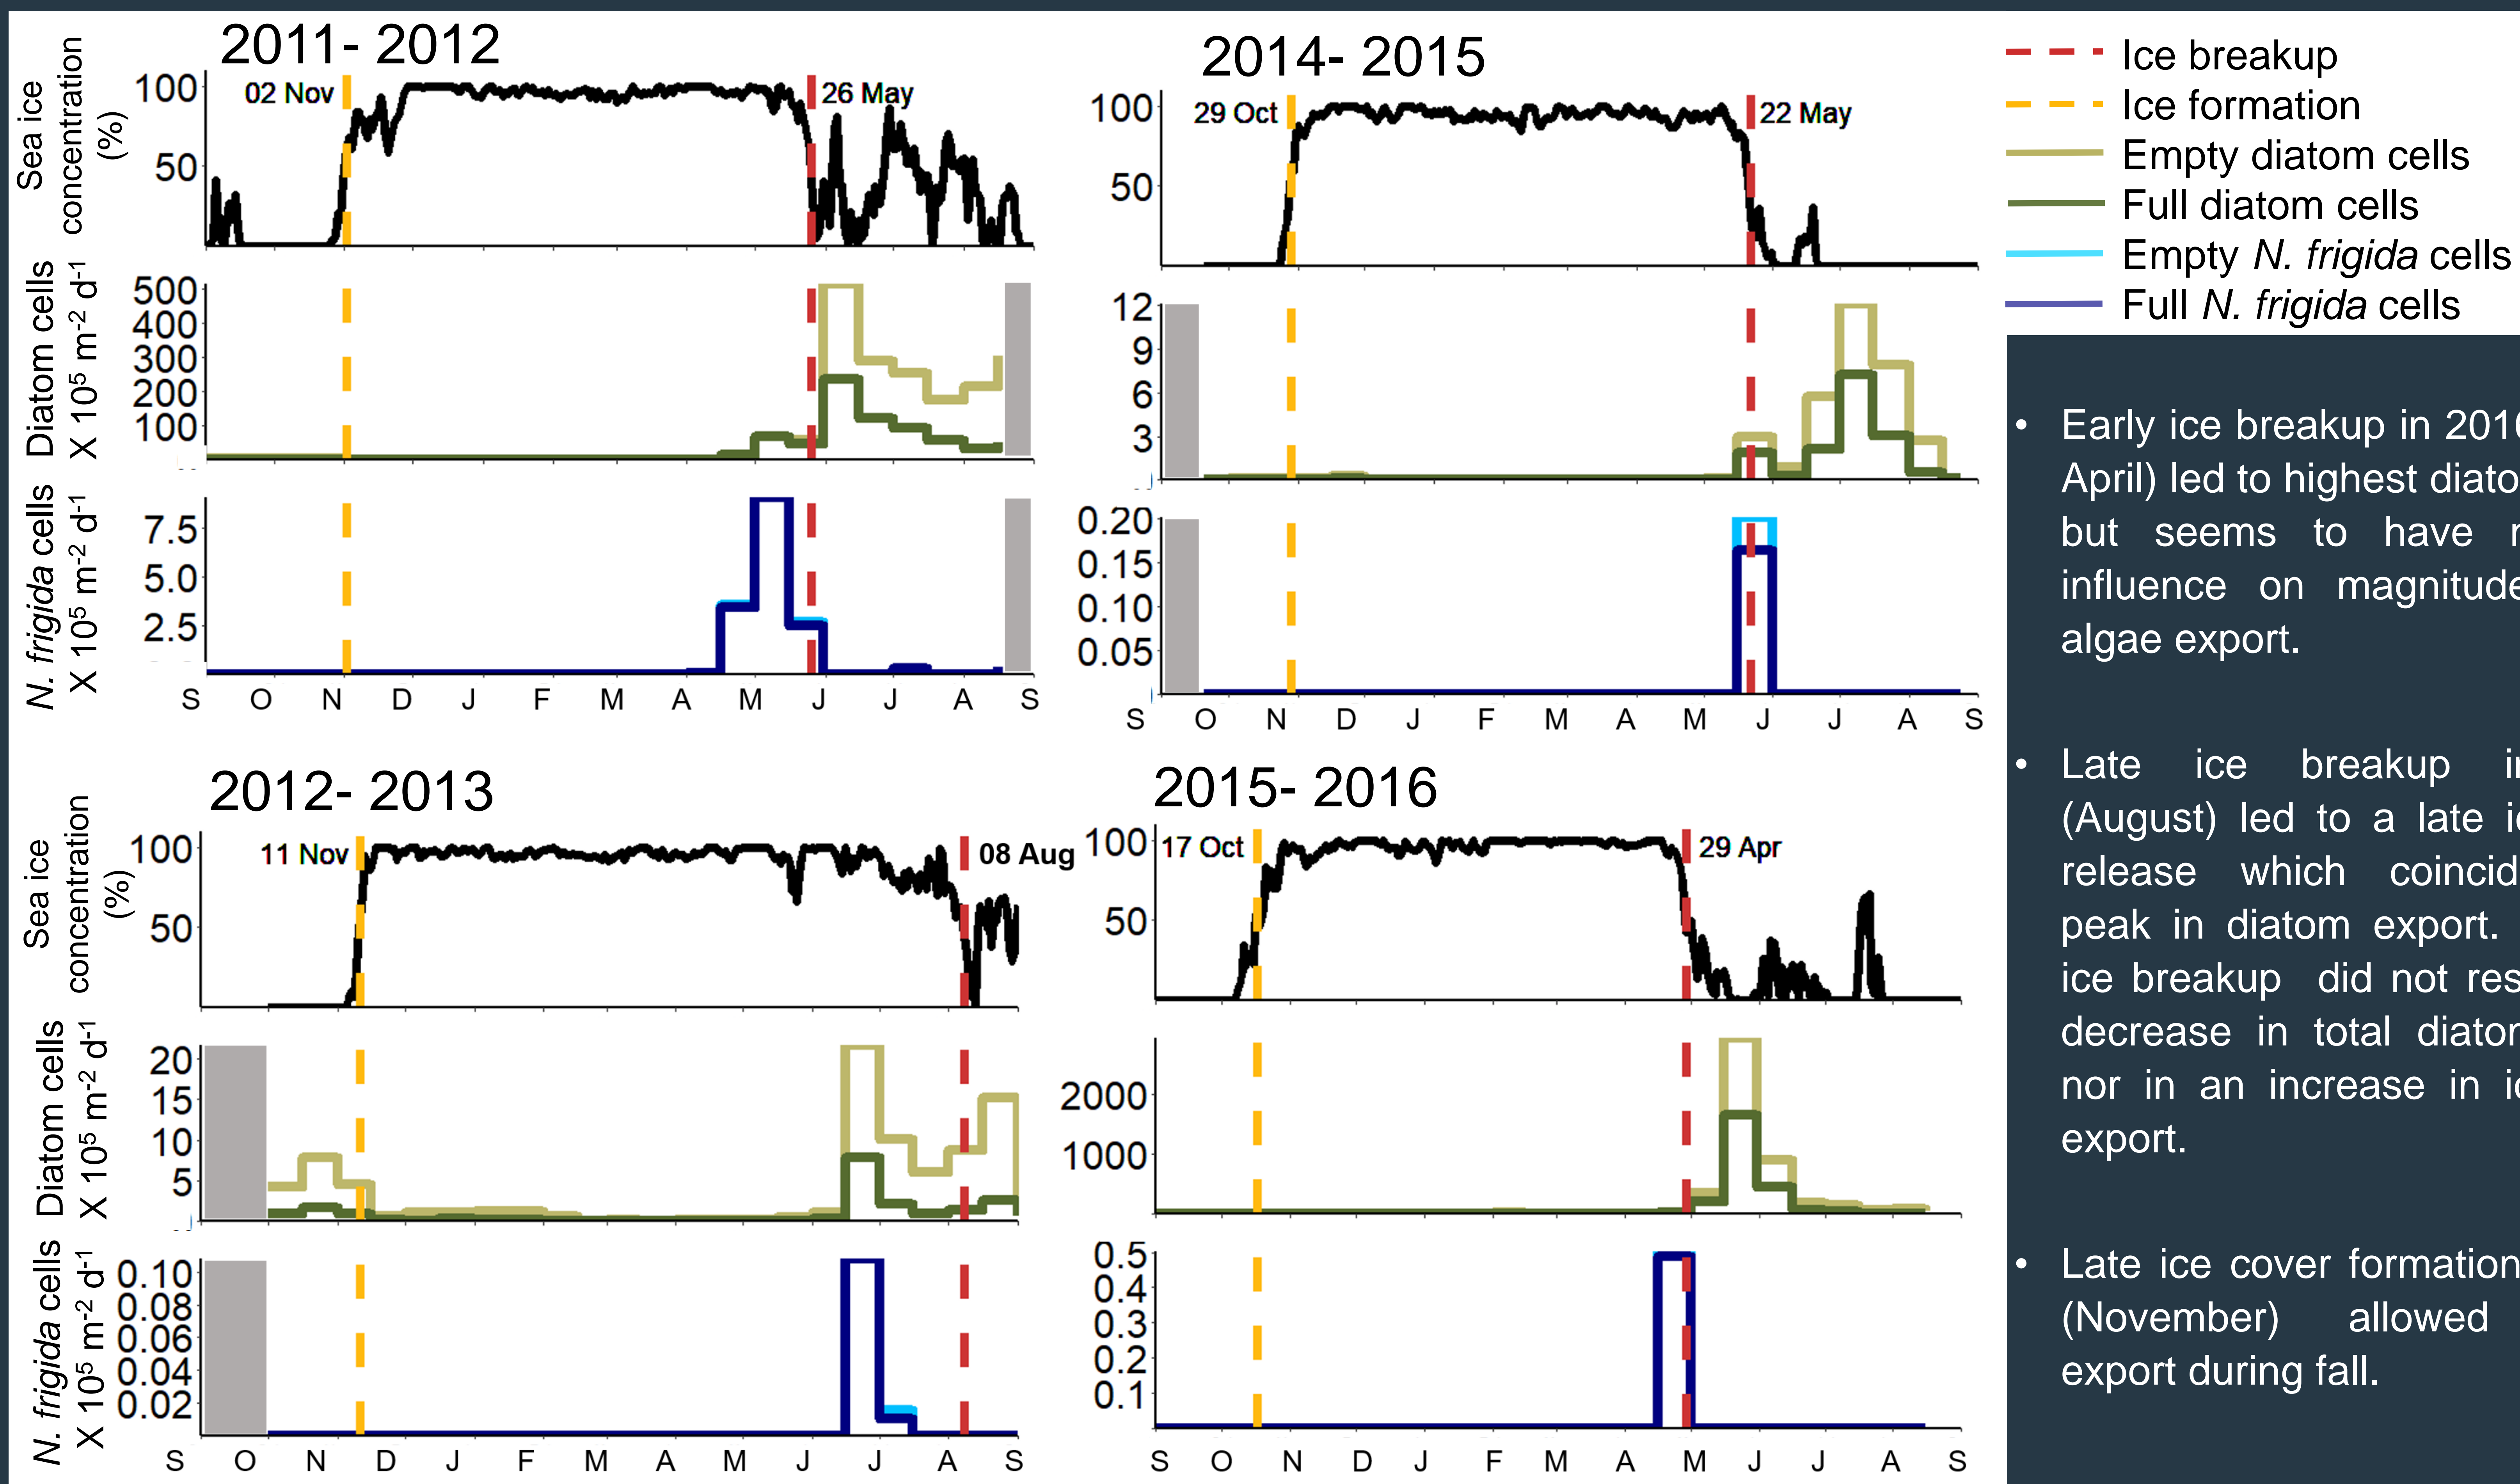 2011- 2012
Sea ice
concentration
(%)
100
50
02 Nov
26 May
Diatom cells
X 10⁵ m⁻² d⁻¹
500
400
300
200
100
N. frigida cells
X 10⁵ m⁻² d⁻¹
7.5
5.0
2.5
S O N D J F M A M J J A S
2014- 2015
100
50
29 Oct
22 May
12
9
6
3
0.20
0.15
0.10
0.05
S O N D J F M A M J J A S
2012- 2013
Sea ice
concentration
(%)
100
50
11 Nov
08 Aug
Diatom cells
X 10⁵ m⁻² d⁻¹
20
15
10
5
N. frigida cells
X 10⁵ m⁻² d⁻¹
0.10
0.08
0.06
0.04
0.02
S O N D J F M A M J J A S
2015- 2016
100
50
17 Oct
29 Apr
2000
1000
0.5
0.4
0.3
0.2
0.1
S O N D J F M A M J J A S
Ice breakup
Ice formation
Empty diatom cells
Full diatom cells
Empty N. frigida cells
Full N. frigida cells
• Early ice breakup in 201
April) led to highest diato
but seems to have
influence on magnitude
algae export.
• Late ice breakup
(August) led to a late
release which coincid
peak in diatom export.
ice breakup did not res
decrease in total diato
nor in an increase in
export.
• Late ice cover formation
(November) allowed
export during fall.